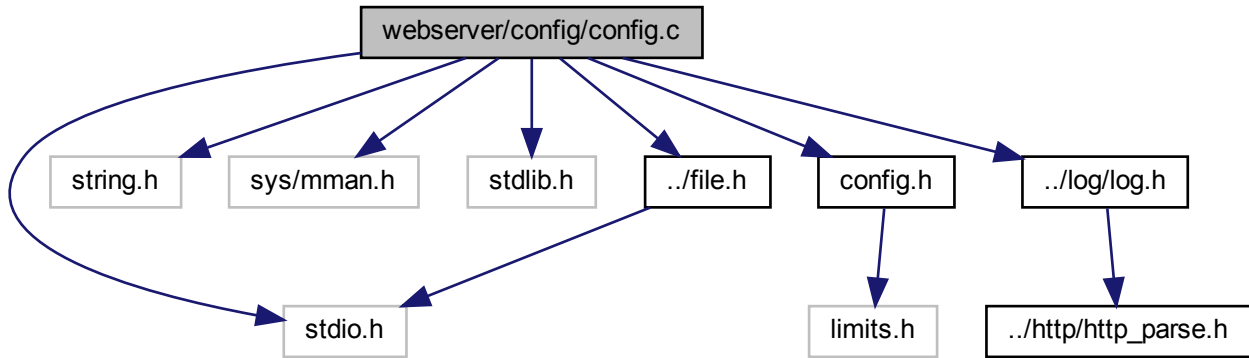 webserver/config/config.c
string.h
sys/mman.h
stdlib.h
../file.h
config.h
../log/log.h
stdio.h
limits.h
../http/http_parse.h